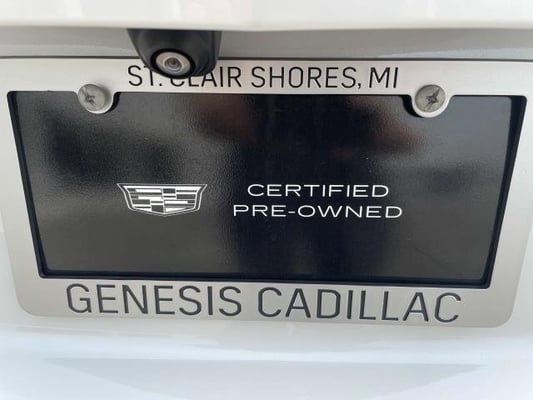 ST. CLAIR SHORES, MI
CERTIFIED
PRE-OWNED
GENESIS CADILLAC